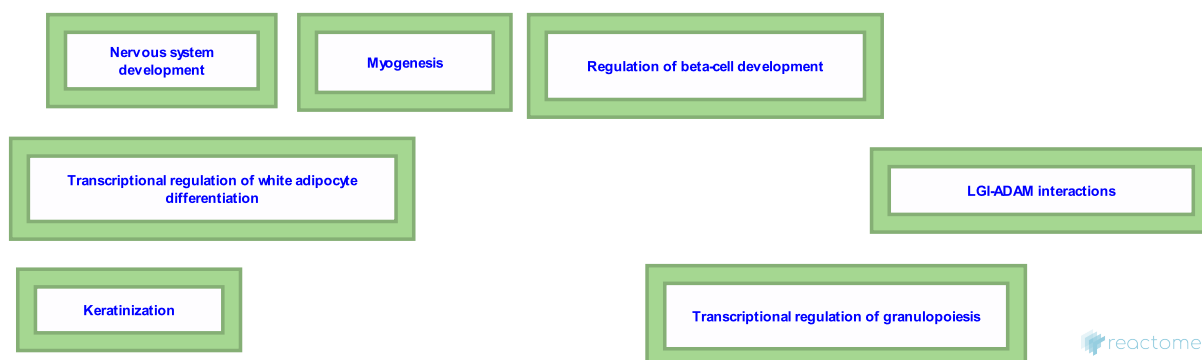 Nervous system
development
Myogenesis
Regulation of beta-cell development
Transcriptional regulation of white adipocyte
differentiation
LGI-ADAM interactions
Keratinization
Transcriptional regulation of granulopoiesis
reactome